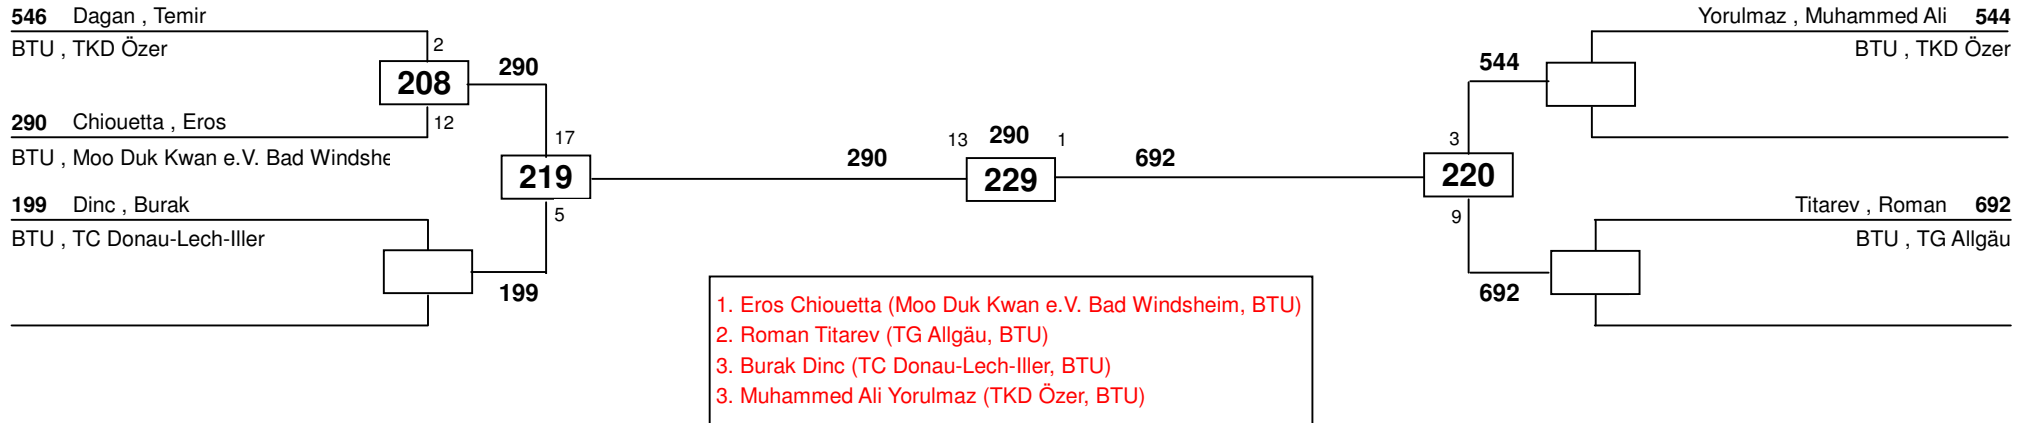 546 Dagan , Temir
BTU , TKD Özer
2
208
290
290 Chiouetta , Eros
12
BTU , Moo Duk Kwan e.V. Bad Windshe
17
219
5
199 Dinc , Burak
BTU , TC Donau-Lech-Iller
199
290
13 290 1
229
692
Yorulmaz , Muhammed Ali 544
BTU , TKD Özer
544
3
220
9
Titarev , Roman 692
BTU , TG Allgäu
692
1. Eros Chiouetta (Moo Duk Kwan e.V. Bad Windsheim, BTU)
2. Roman Titarev (TG Allgäu, BTU)
3. Burak Dinc (TC Donau-Lech-Iller, BTU)
3. Muhammed Ali Yorulmaz (TKD Özer, BTU)